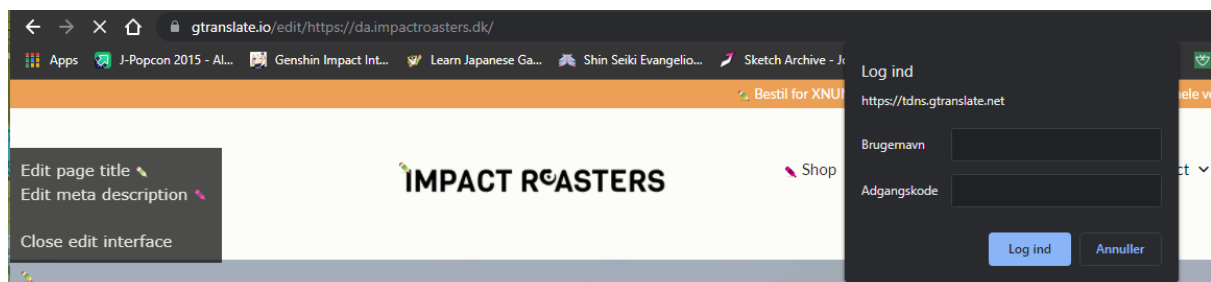 gtranslate.io/edit/https://da.impactroasters.dk/
Apps J-Popcon 2015 - Al... Genshin Impact Int... Learn Japanese Ga... Shin Seiki Evangelio... Sketch Archive - Jo
Bestil for XNU
hele v
Log ind
https://tdns.gtranslate.net
Brugernavn
Adgangskode
Log ind Annuller
Edit page title
Edit meta description
Close edit interface
IMPACT ROASTERS
Shop
ct